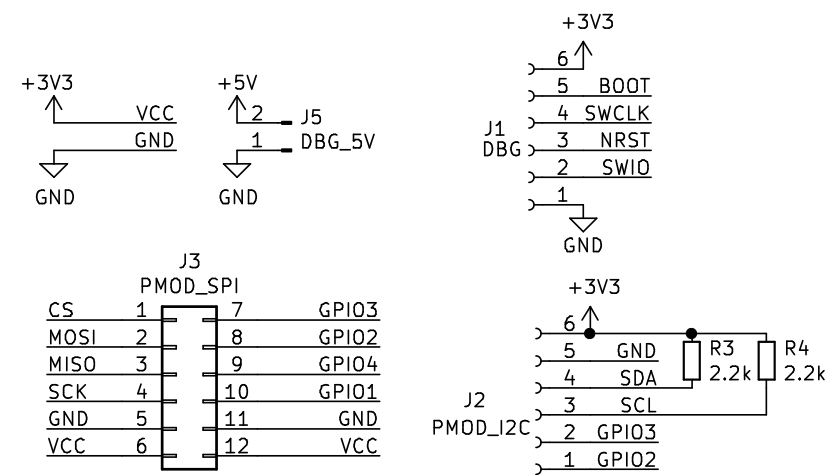 +3V3
VCC
GND
GND
+5V
2
1
J5
DBG_5V
GND
+3V3
J1
DBG
6
5 BOOT
4 SWCLK
3 NRST
2 SWIO
1
GND
J3
PMOD_SPI
CS 1 7 GPIO3
MOSI 2 8 GPIO2
MISO 3 9 GPIO4
SCK 4 10 GPIO1
GND 5 11 GND
VCC 6 12 VCC
+3V3
J2
PMOD_I2C
6
5 GND
4 SDA
3 SCL
2 GPIO3
1 GPIO2
R3
2.2k
R4
2.2k